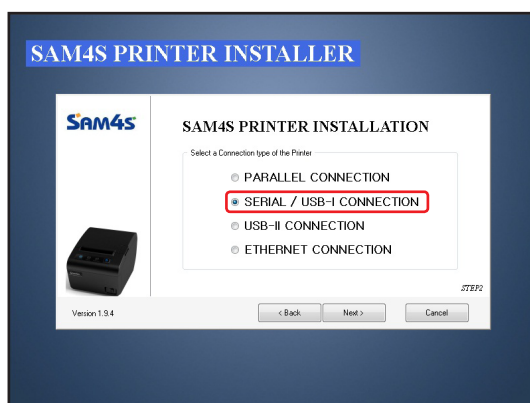 SAM4S PRINTER INSTALLER
SAM4S
SAM4S PRINTER INSTALLATION
Select a Connection type of the Printer
PARALLEL CONNECTION
SERIAL / USB-I CONNECTION
USB-II CONNECTION
ETHERNET CONNECTION
STEP2
Version 1.9.4
< Back
Next >
Cancel